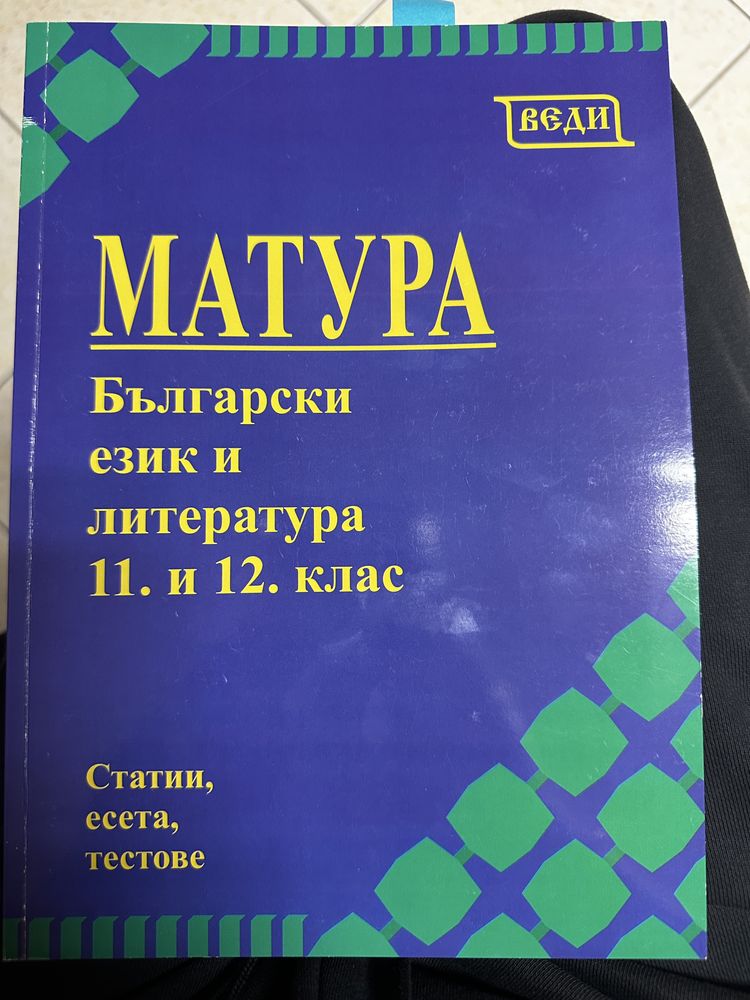 ВЕДИ
МАТУРА
Български
език и
литература
11. и 12. клас
Статии,
есета,
тестове